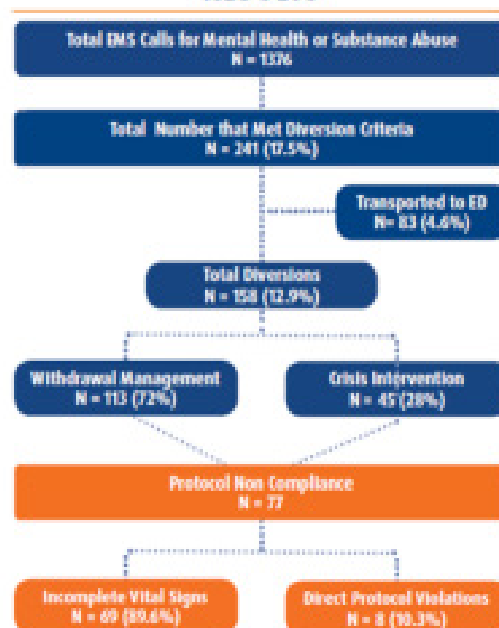 Total EMS Calls for Mental Health or Substance Abuse
N = 1376
Total Number that Met Diversion Criteria
N = 241 (17.5%)
Transported to ED
N= 83 (4.6%)
Total Diversions
N = 158 (12.9%)
Withdrawal Management
N = 113 (72%)
Crisis Intervention
N = 45 (28%)
Protocol Non Compliance
N = 77
Incomplete Vital Signs
N = 69 (89.6%)
Direct Protocol Violations
N = 8 (10.3%)